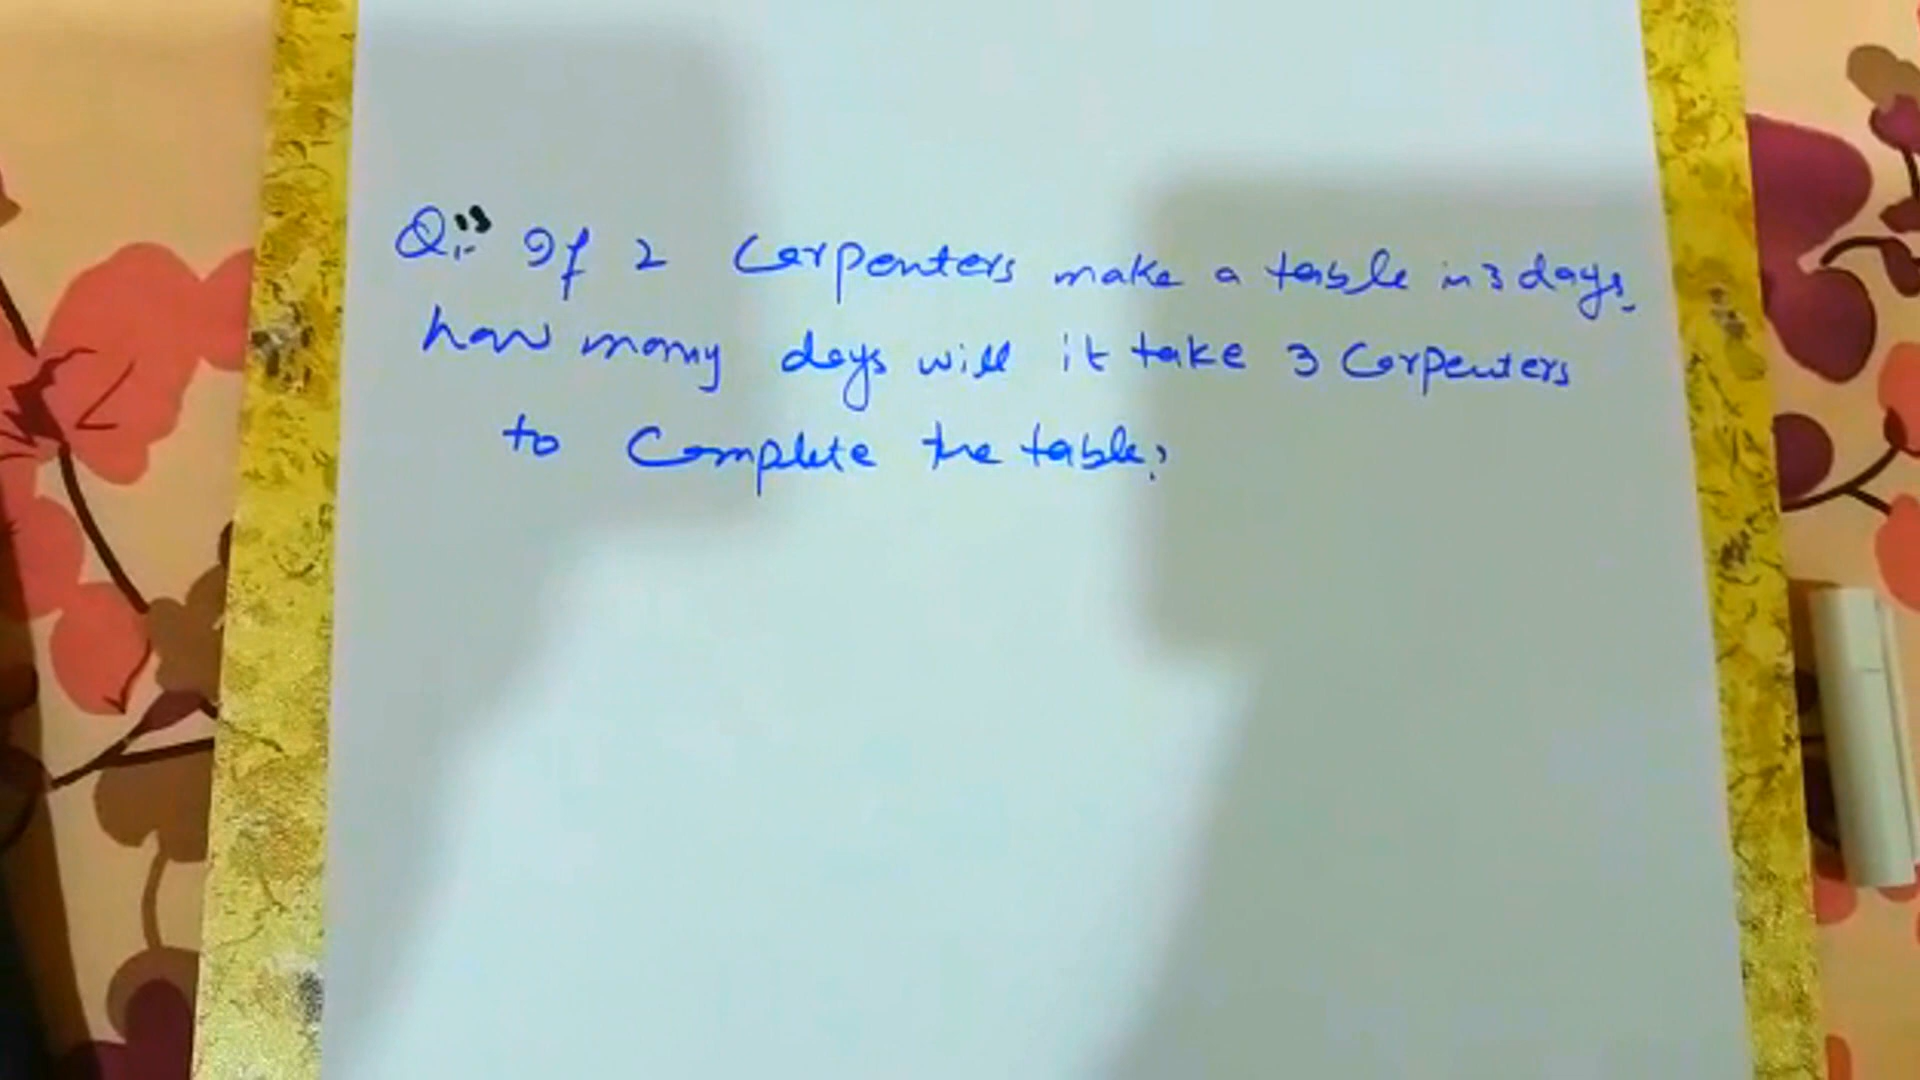 Q:- If 2 Carpenters make a table in 3 days,
how many days will it take 3 Carpenters
to Complete the table?